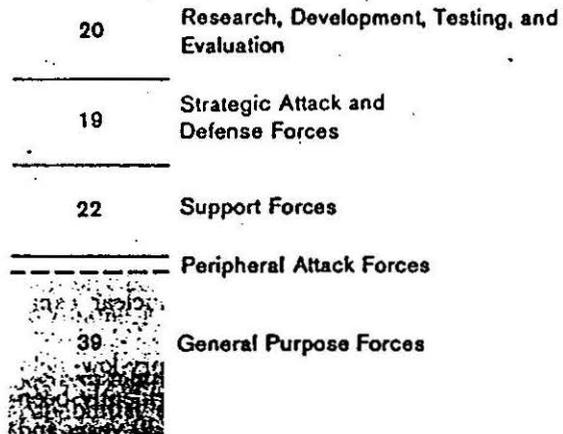 20 Research, Development, Testing, and
Evaluation
19 Strategic Attack and
Defense Forces
22 Support Forces
Peripheral Attack Forces
39 General Purpose Forces